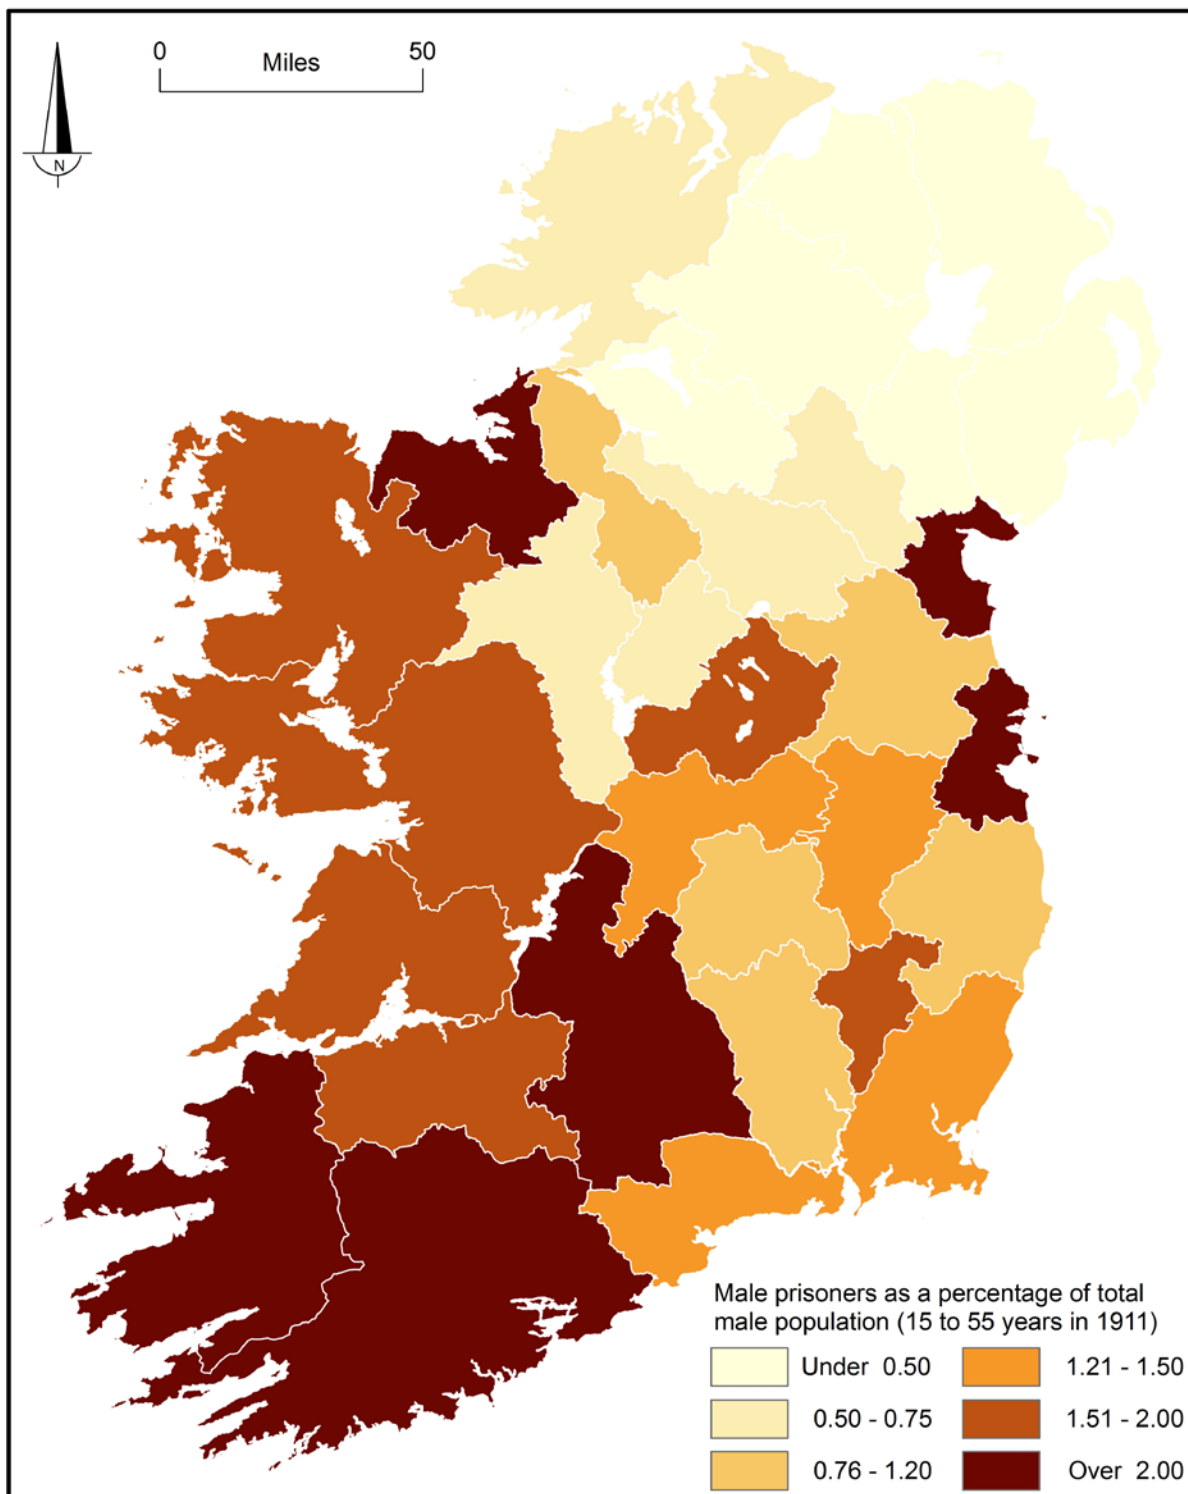 0 50
Miles
N
Male prisoners as a percentage of total
male population (15 to 55 years in 1911)
Under 0.50
1.21 - 1.50
0.50 - 0.75
1.51 - 2.00
0.76 - 1.20
Over 2.00